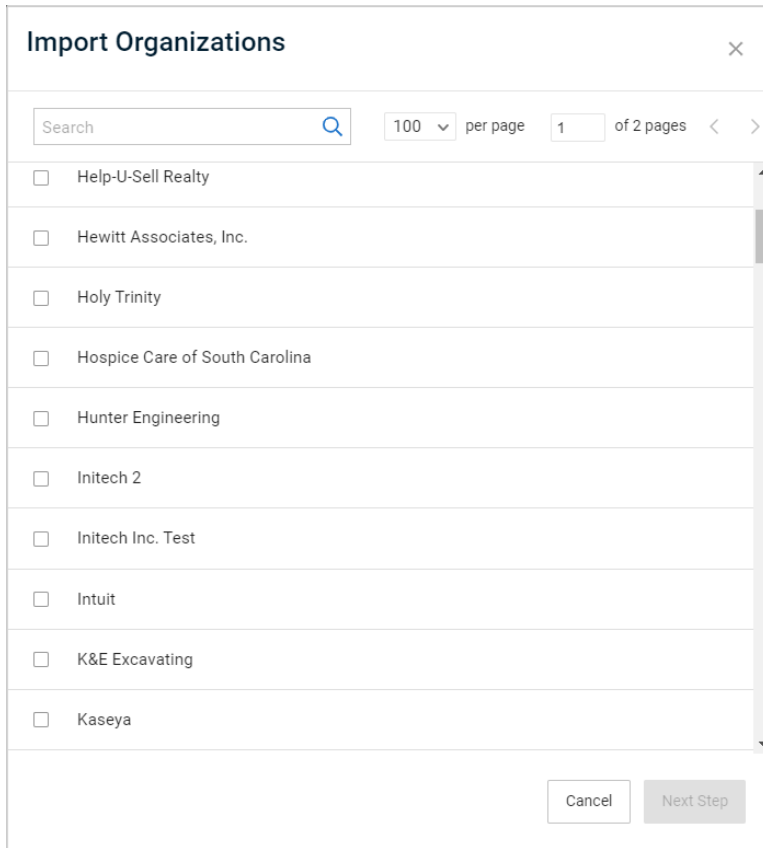 Import Organizations
Search
100 per page 1 of 2 pages
Help-U-Sell Realty
Hewitt Associates, Inc.
Holy Trinity
Hospice Care of South Carolina
Hunter Engineering
Initech 2
Initech Inc. Test
Intuit
K&E Excavating
Kaseya
Cancel Next Step